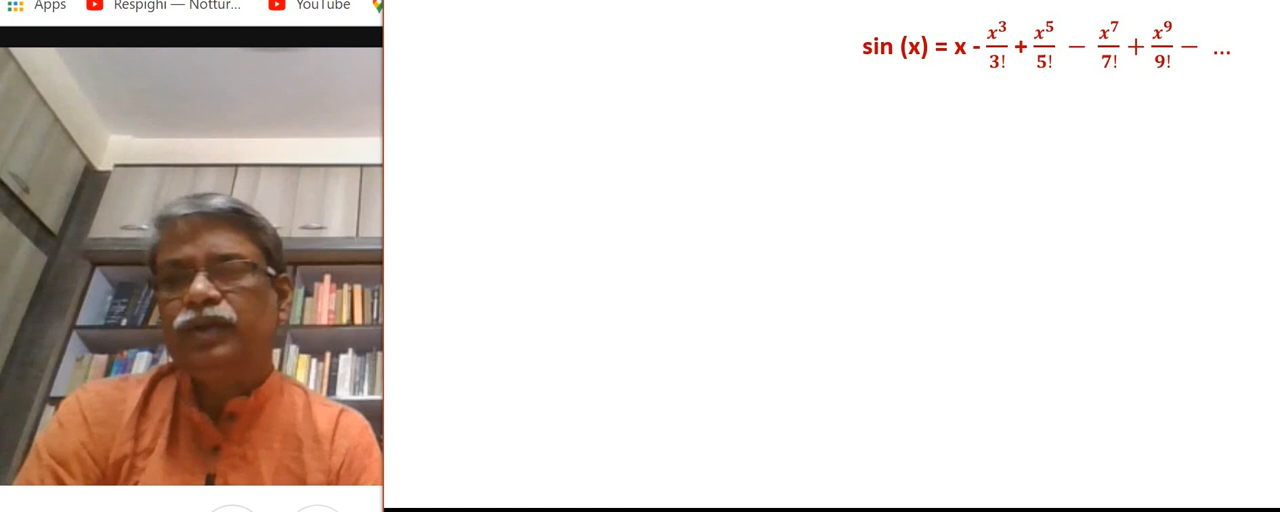 Apps Respighi — Nottur... YouTube
sin (x) = x - x³/3! + x⁵/5! − x⁷/7! + x⁹/9! − ...